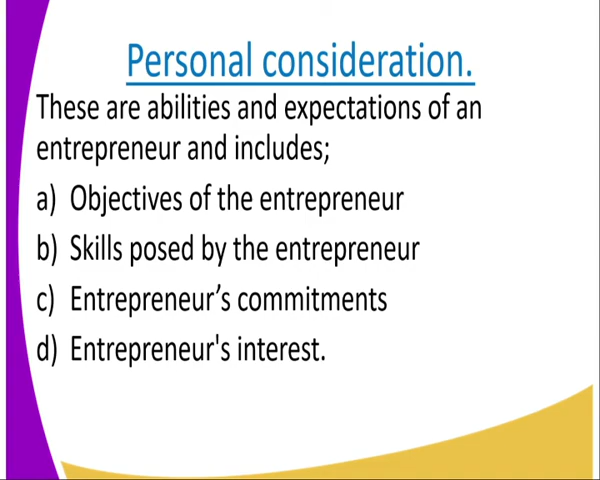 Personal consideration.
These are abilities and expectations of an
entrepreneur and includes;
a) Objectives of the entrepreneur
b) Skills posed by the entrepreneur
c) Entrepreneur’s commitments
d) Entrepreneur's interest.